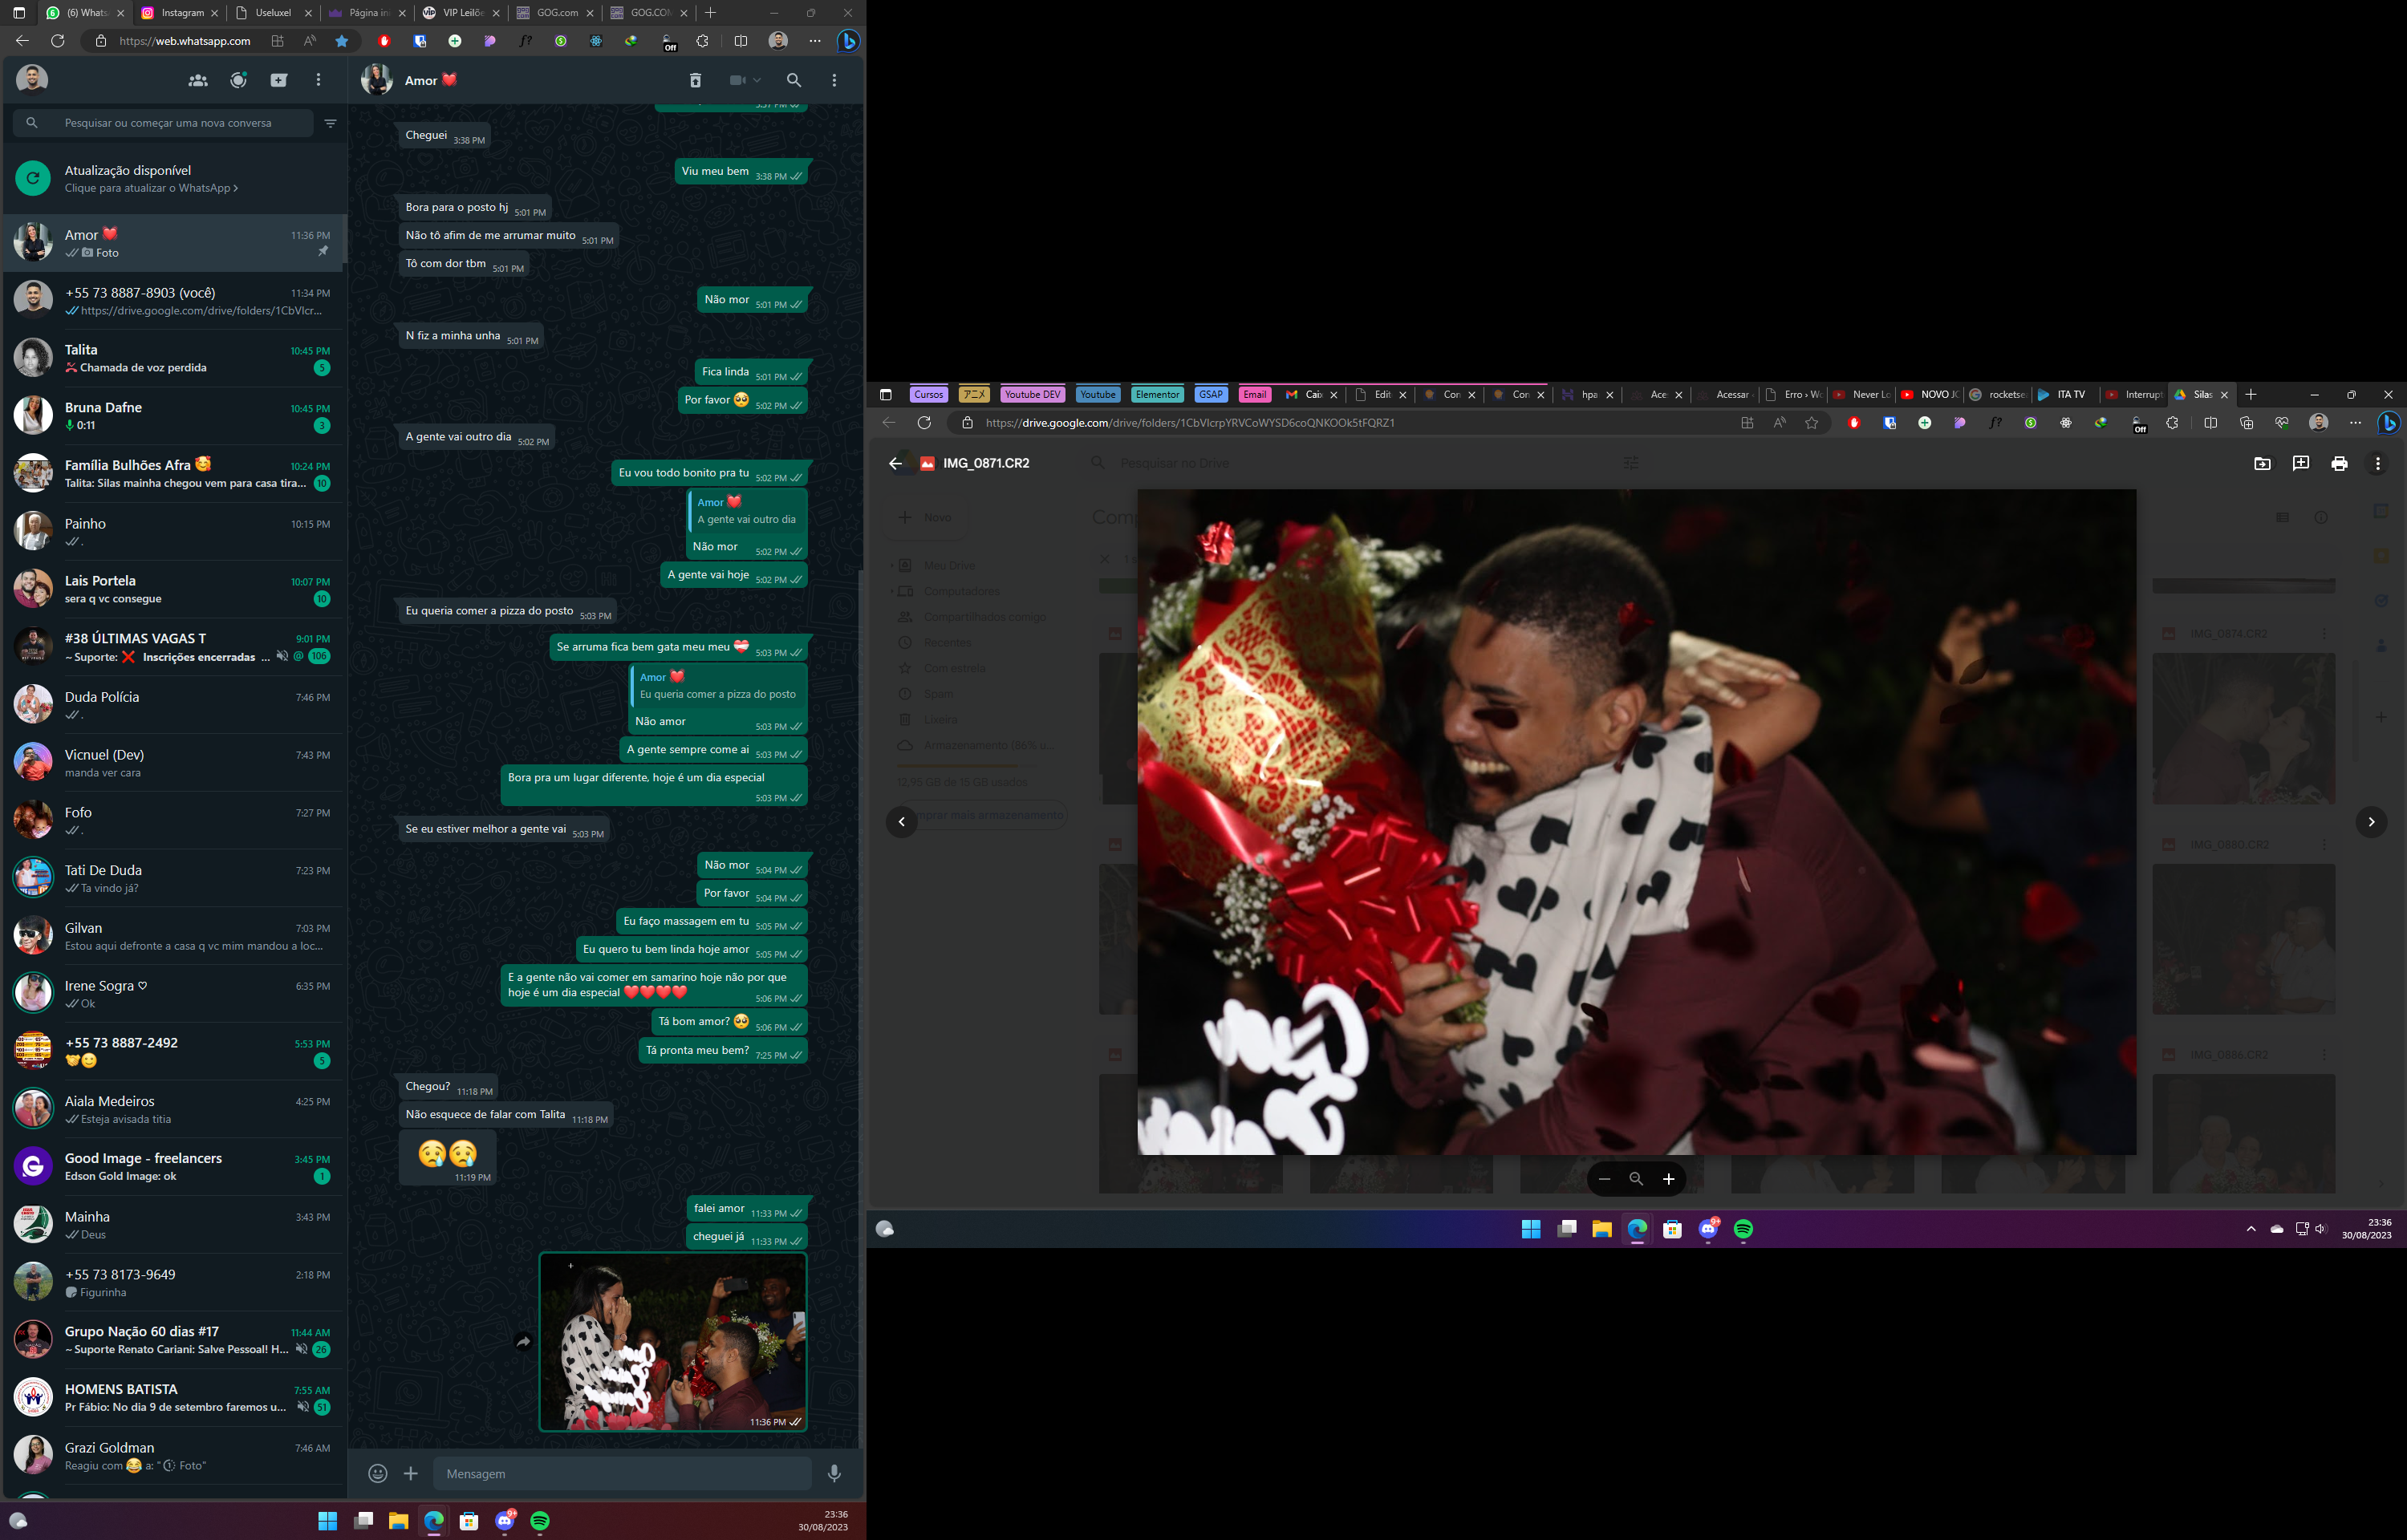 (6) Whats
Instagram
Useluxel
Página in
VIP Leilõe
GOG.com
GOG.COM
https://web.whatsapp.com
Off
Pesquisar ou começar uma nova conversa
Atualização disponível
Clique para atualizar o WhatsApp
Amor 💓 11:36 PM
Foto
+55 73 8887-8903 (você) 11:34 PM
https://drive.google.com/drive/folders/1CbVIcr...
Talita 10:45 PM
Chamada de voz perdida 5
Bruna Dafne 10:45 PM
0:11 3
Família Bulhões Afra 🥰 10:24 PM
Talita: Silas mainha chegou vem para casa tira... 10
Painho 10:15 PM
.
Lais Portela 10:07 PM
sera q vc consegue 10
#38 ÚLTIMAS VAGAS T 9:01 PM
~ Suporte: ❌ Inscrições encerradas ... @ 106
Duda Polícia 7:46 PM
.
Vicnuel (Dev) 7:43 PM
manda ver cara
Fofo 7:27 PM
.
Tati De Duda 7:23 PM
Ta vindo já?
Gilvan 7:03 PM
Estou aqui defronte a casa q vc mim mandou a loc...
Irene Sogra ♡ 6:35 PM
Ok
+55 73 8887-2492 5:53 PM
5
Aiala Medeiros 4:25 PM
Esteja avisada titia
Good Image - freelancers 3:45 PM
Edson Gold Image: ok 1
Mainha 3:43 PM
Deus
+55 73 8173-9649 2:18 PM
Figurinha
Grupo Nação 60 dias #17 11:44 AM
~ Suporte Renato Cariani: Salve Pessoal! H... 26
HOMENS BATISTA 7:55 AM
Pr Fábio: No dia 9 de setembro faremos u... 51
Grazi Goldman 7:46 AM
Reagiu com 😂 a: " Foto"
Amor 💓
3:37 PM
Cheguei 3:38 PM
Viu meu bem 3:38 PM
Bora para o posto hj 5:01 PM
Não tô afim de me arrumar muito 5:01 PM
Tô com dor tbm 5:01 PM
Não mor 5:01 PM
N fiz a minha unha 5:01 PM
Fica linda 5:01 PM
Por favor 🥺 5:02 PM
A gente vai outro dia 5:02 PM
Eu vou todo bonito pra tu 5:02 PM
Amor 💓
A gente vai outro dia
Não mor 5:02 PM
A gente vai hoje 5:02 PM
Eu queria comer a pizza do posto 5:03 PM
Se arruma fica bem gata meu meu ❤️‍🩹 5:03 PM
Amor 💓
Eu queria comer a pizza do posto
Não amor 5:03 PM
A gente sempre come ai 5:03 PM
Bora pra um lugar diferente, hoje é um dia especial
5:03 PM
Se eu estiver melhor a gente vai 5:03 PM
Não mor 5:04 PM
Por favor 5:04 PM
Eu faço massagem em tu 5:05 PM
Eu quero tu bem linda hoje amor 5:05 PM
E a gente não vai comer em samarino hoje não por que
hoje é um dia especial ❤️❤️❤️❤️ 5:06 PM
Tá bom amor? 🥺 5:06 PM
Tá pronta meu bem? 7:25 PM
Chegou? 11:18 PM
Não esquece de falar com Talita 11:18 PM
😢😢
11:19 PM
falei amor 11:33 PM
cheguei já 11:33 PM
11:36 PM
Mensagem
9+
23:36
30/08/2023
Cursos
アニメ
Youtube DEV
Youtube
Elementor
GSAP
Email
Caix
Edit
Con
Con
hpa
Ace
Acessar
Erro › Wo
Never Lo
NOVO JO
rocketse
ITA TV
Interrupt
Silas
https://drive.google.com/drive/folders/1CbVIcrpYRVCoWYSD6coQNKOOk5tFQRZ1
Off
IMG_0871.CR2
Pesquisar no Drive
Novo
Comp
Meu Drive
Computadores
Compartilhados comigo
Recentes
Com estrela
Spam
Lixeira
Armazenamento (86% u...
12,95 GB de 15 GB usados
mprar mais armazenamento
IMG_0874.CR2
IMG_0880.CR2
IMG_0886.CR2
9+
23:36
30/08/2023